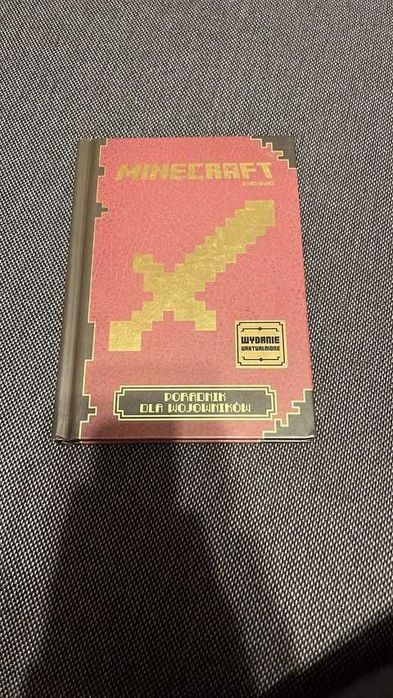 MINECRAFT
WYDANIE
UAKTUALNIONE
PORADNIK
DLA WOJOWNIKÓW